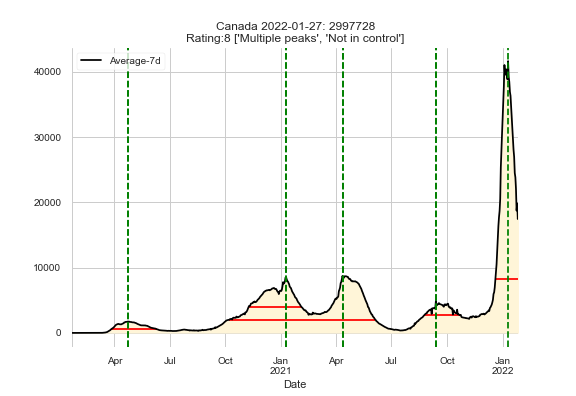 Canada 2022-01-27: 2997728
Rating:8 ['Multiple peaks', 'Not in control']
Average-7d
40000
30000
20000
10000
0
Apr
Jul
Oct
Jan
2021
Apr
Jul
Oct
Jan
2022
Date